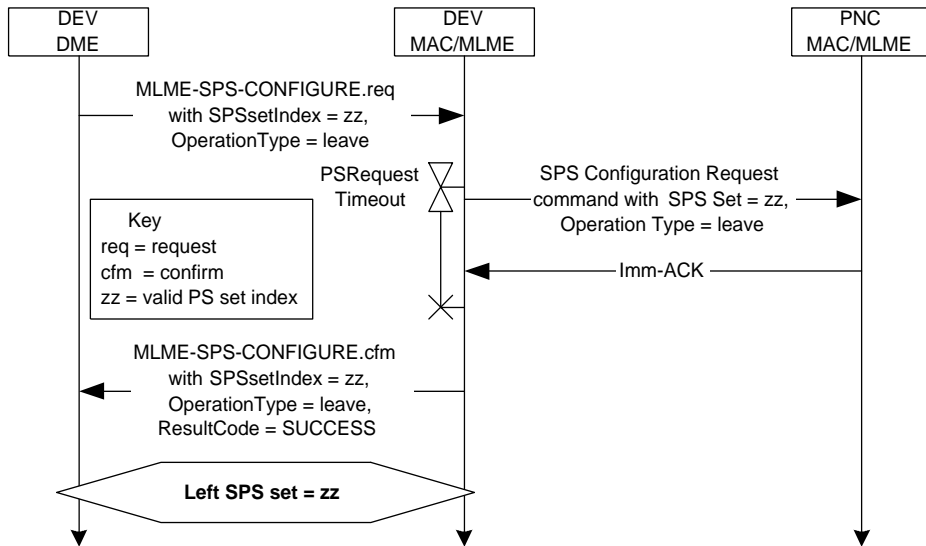 DEV
DME
DEV
MAC/MLME
PNC
MAC/MLME
MLME-SPS-CONFIGURE.req
with SPSsetIndex = zz,
OperationType = leave
PSRequest
Timeout
SPS Configuration Request
command with SPS Set = zz,
Operation Type = leave
Key
req = request
cfm = confirm
zz = valid PS set index
Imm-ACK
MLME-SPS-CONFIGURE.cfm
with SPSsetIndex = zz,
OperationType = leave,
ResultCode = SUCCESS
Left SPS set = zz